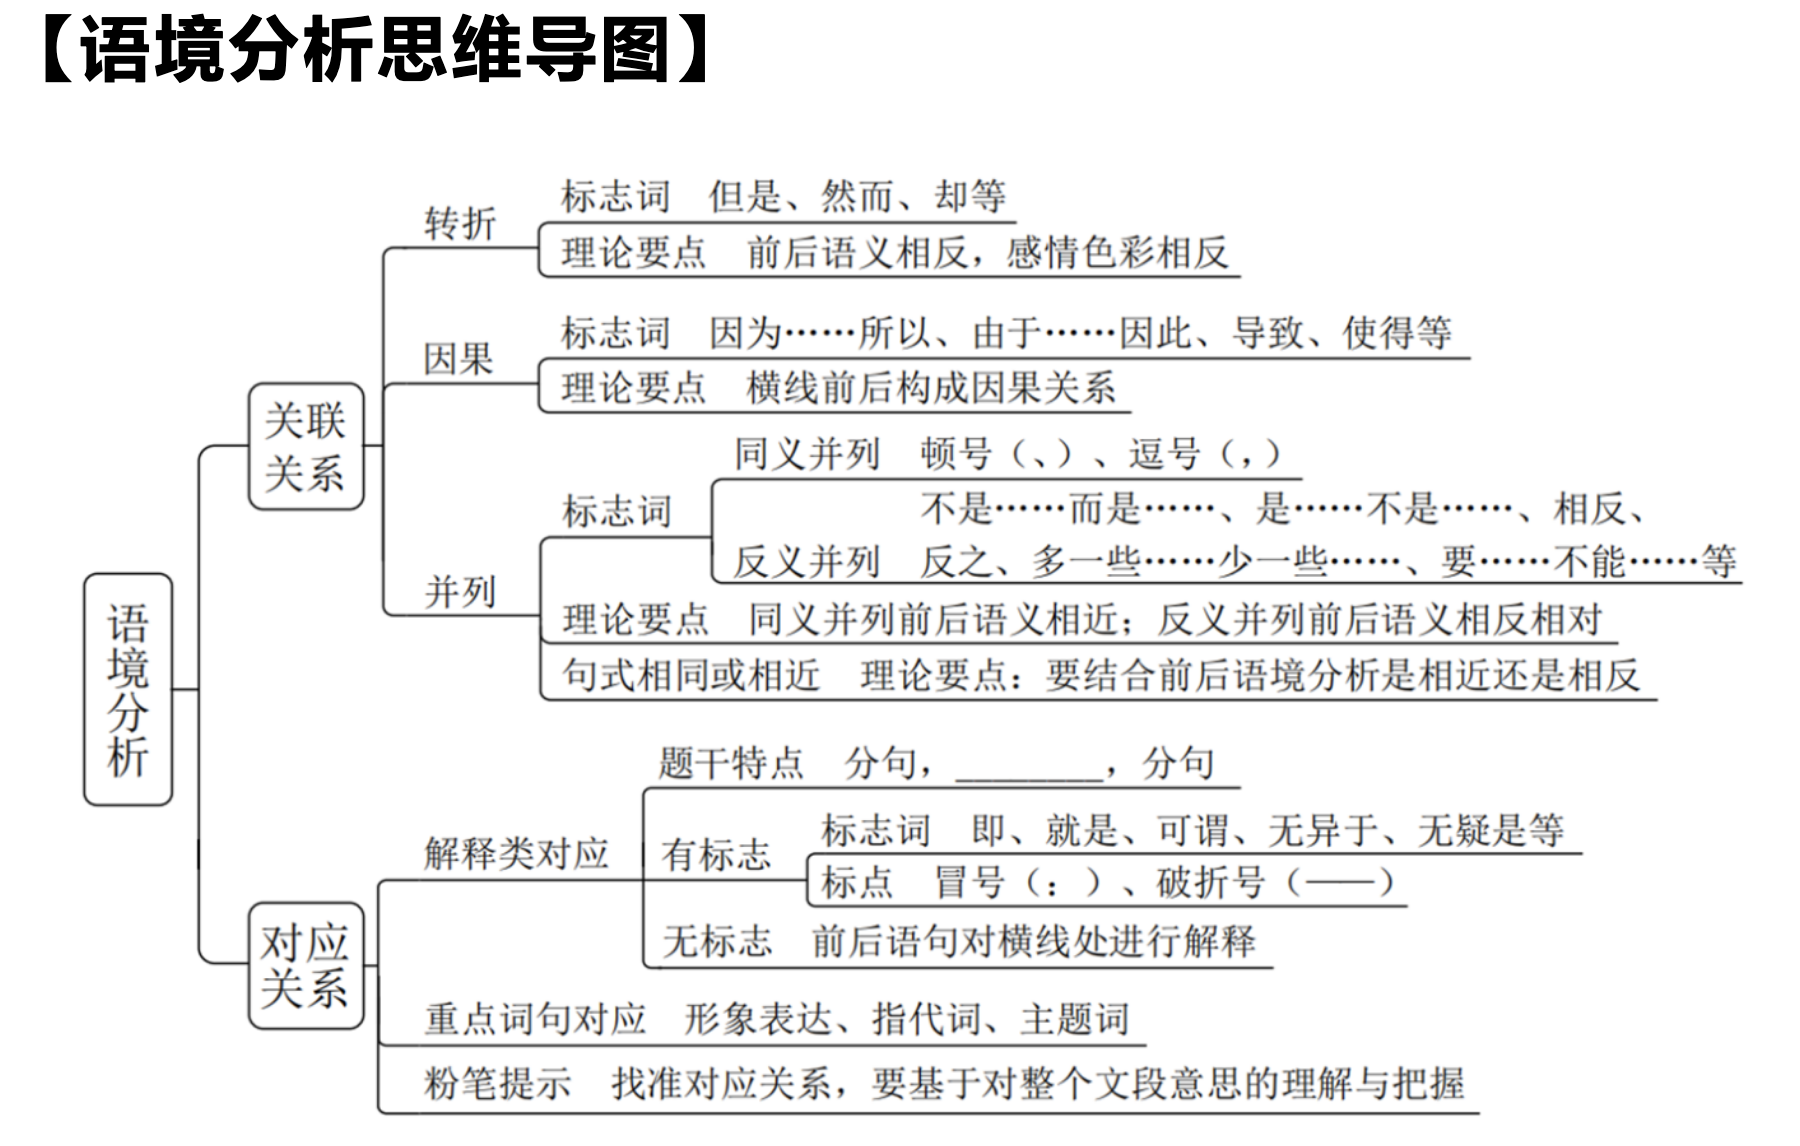 【语境分析思维导图】
标志词 但是、然而、却等
转折
理论要点 前后语义相反，感情色彩相反
标志词 因为……所以、由于……因此、导致、使得等
因果
理论要点 横线前后构成因果关系
关联
关系
同义并列 顿号（、）、逗号（，）
标志词
不是……而是……、是……不是……、相反、
反义并列 反之、多一些……少一些……、要……不能……等
并列
理论要点 同义并列前后语义相近；反义并列前后语义相反相对
句式相同或相近 理论要点：要结合前后语境分析是相近还是相反
语
境
分
析
题干特点 分句，________，分句
标志词 即、就是、可谓、无异于、无疑是等
解释类对应
有标志
标点 冒号（：）、破折号（——）
无标志 前后语句对横线处进行解释
对应
关系
重点词句对应 形象表达、指代词、主题词
粉笔提示 找准对应关系，要基于对整个文段意思的理解与把握